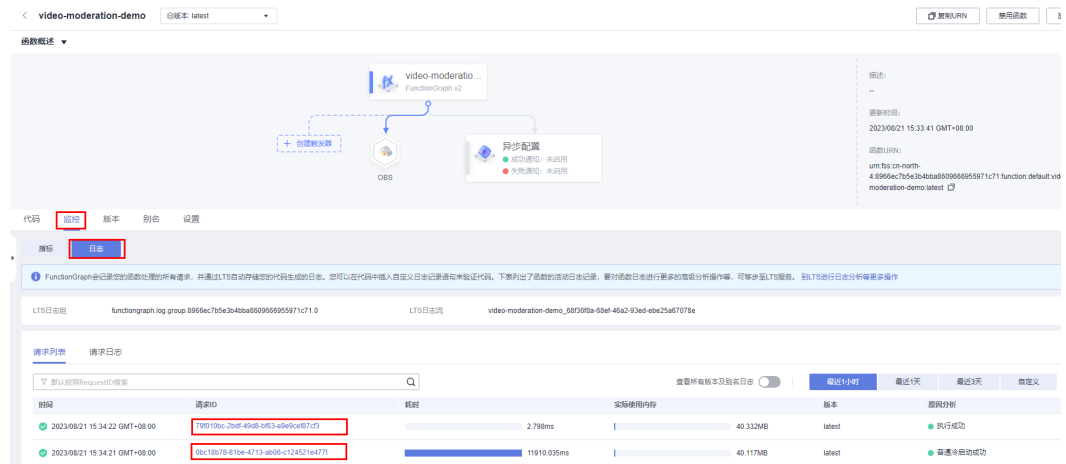 video-moderation-demo
版本: latest
复制URN
禁用函数
函数概述
video-moderatio...
FunctionGraph v2
创建触发器
OBS
异步配置
成功通知：未启用
失败通知：未启用
描述：
--
更新时间：
2023/08/21 15:33:41 GMT+08:00
函数URN：
urn:fss:cn-north-
4:8966ec7b5e3b4bba8609666955971c71:function:default:vid
moderation-demo:latest
代码 监控 版本 别名 设置
指标 日志
FunctionGraph会记录您的函数处理的所有请求，并通过LTS自动存储您的代码生成的日志。您可以在代码中插入自定义日志记录语句来验证代码。下表列出了函数的活动日志记录，要对函数日志进行更多的高级分析操作等，可移步至LTS服务。 到LTS进行日志分析等更多操作
LTS日志组 functiongraph.log.group.8966ec7b5e3b4bba8609666955971c71.0 LTS日志流 video-moderation-demo_68f36f8a-68ef-46a2-93ed-ebe25a67078e
请求列表 请求日志
默认按照RequestID搜索 查看所有版本及别名日志 最近1小时 最近1天 最近3天 自定义
时间 请求ID 耗时 实际使用内存 版本 原因分析
2023/08/21 15:34:22 GMT+08:00 79f010bc-2bdf-49d8-bf63-e9e9cef87cf3 2.798ms 40.332MB latest 执行成功
2023/08/21 15:34:21 GMT+08:00 0bc18b78-81be-4713-ab06-c124521e477f 11910.035ms 40.117MB latest 普通冷启动成功